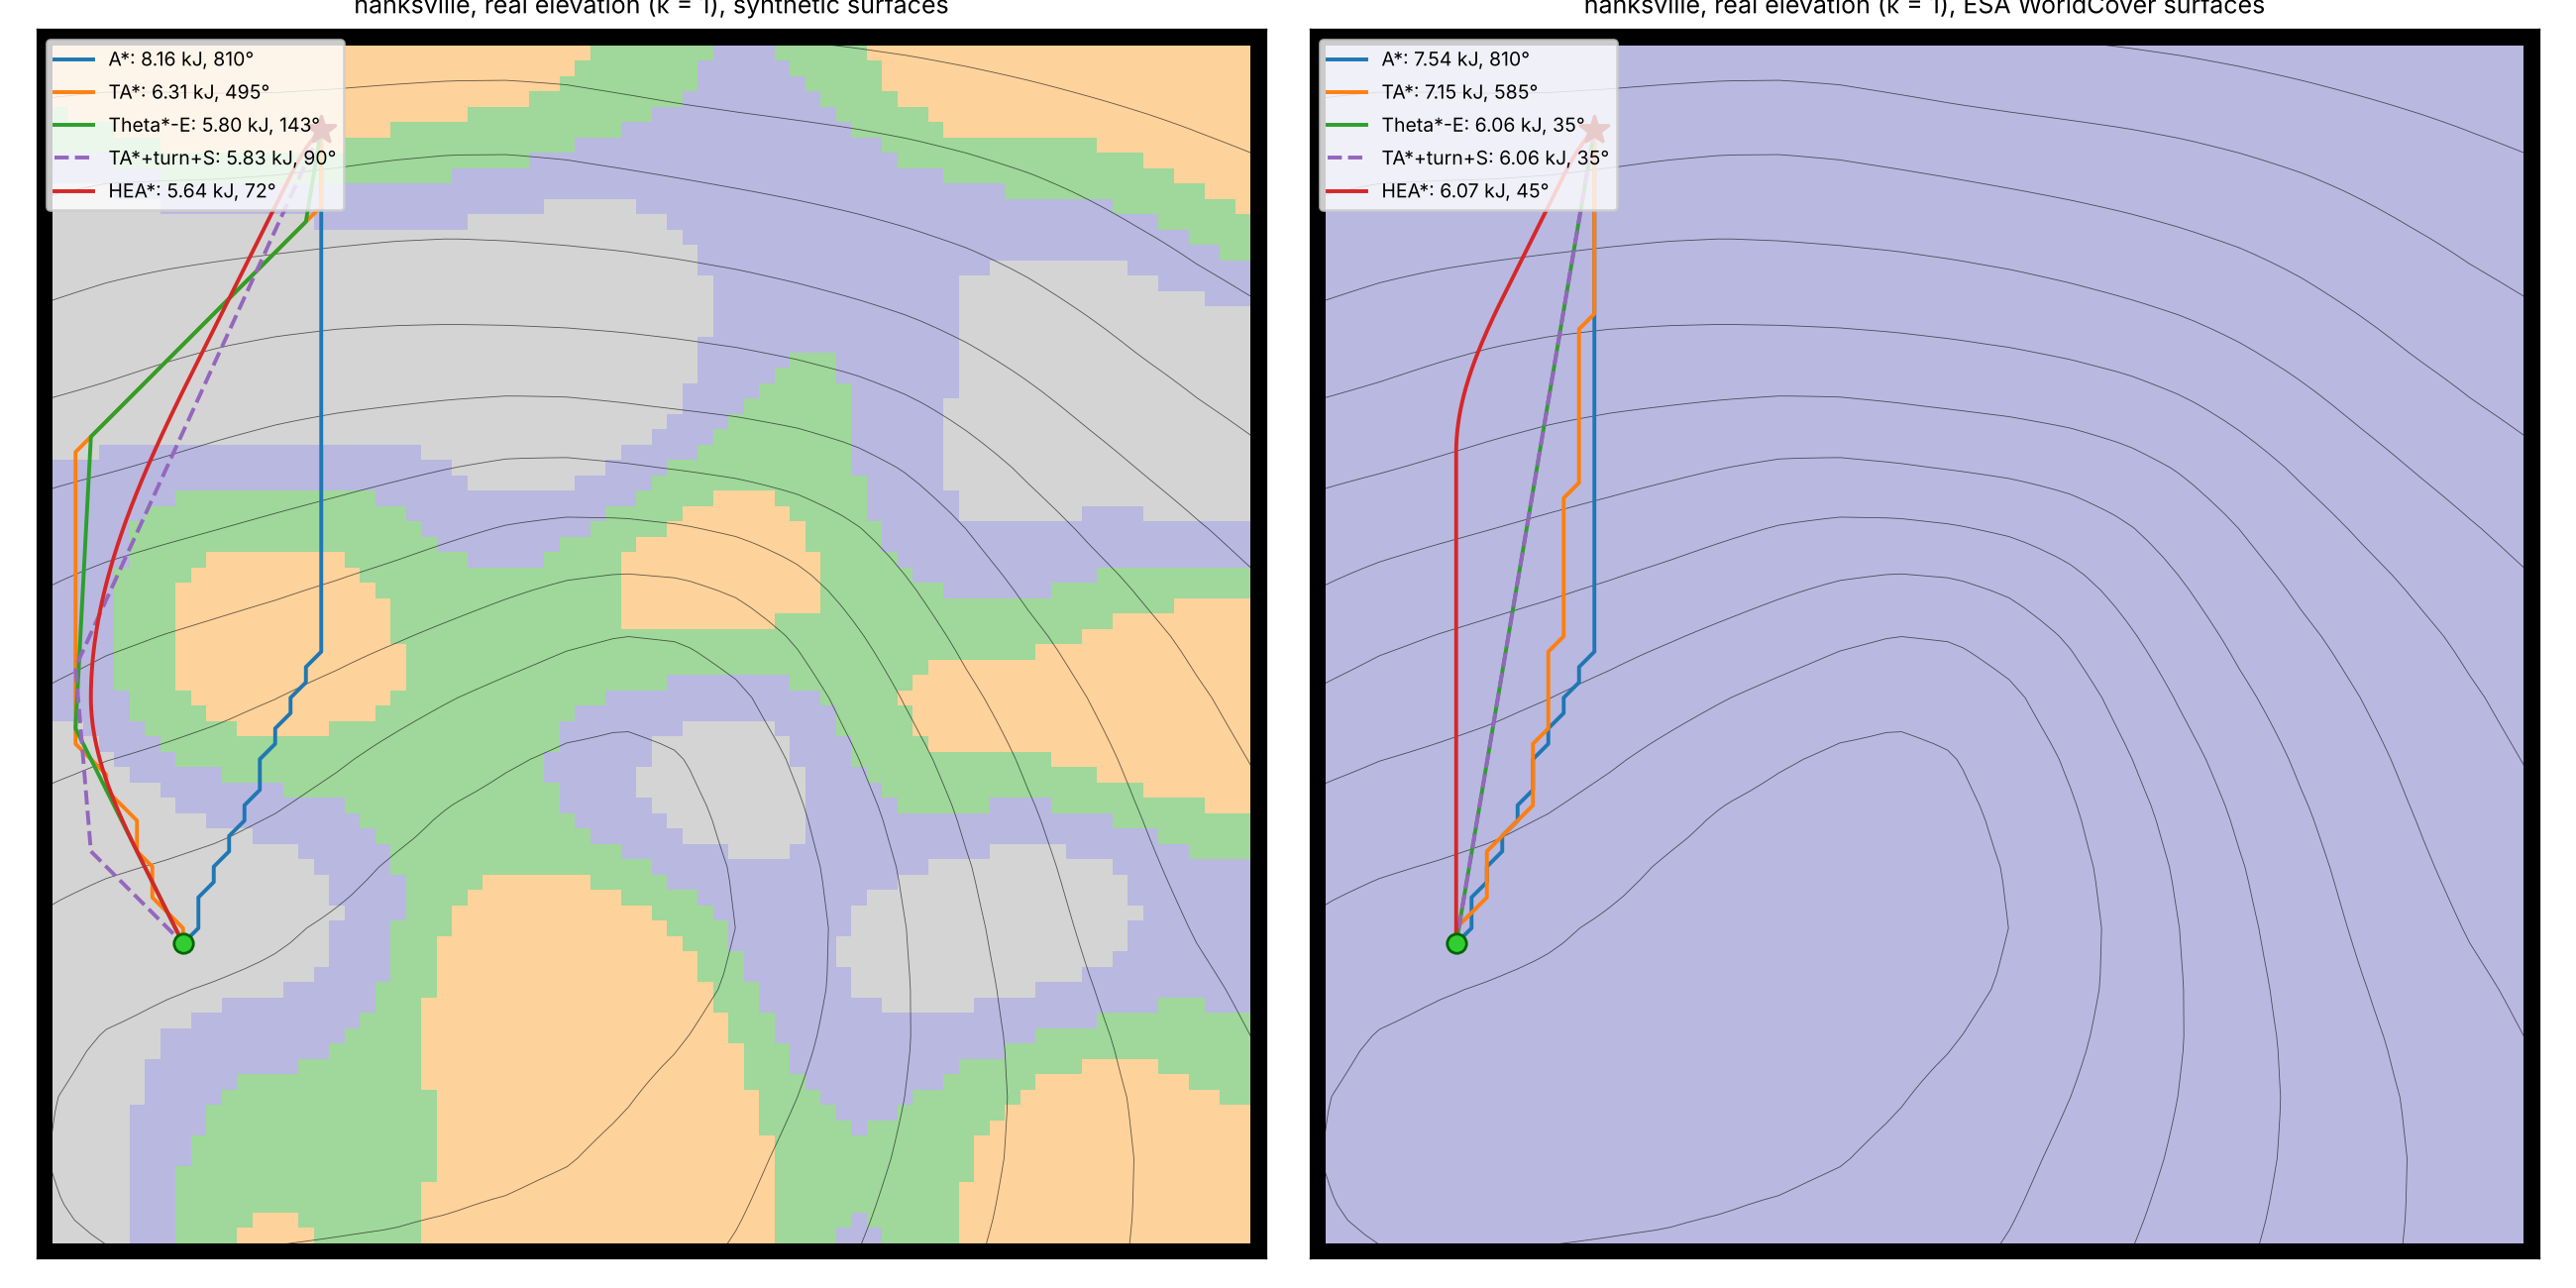 hanksville, real elevation (k = 1), synthetic surfaces
A*: 8.16 kJ, 810°
TA*: 6.31 kJ, 495°
Theta*-E: 5.80 kJ, 143°
TA*+turn+S: 5.83 kJ, 90°
HEA*: 5.64 kJ, 72°
hanksville, real elevation (k = 1), ESA WorldCover surfaces
A*: 7.54 kJ, 810°
TA*: 7.15 kJ, 585°
Theta*-E: 6.06 kJ, 35°
TA*+turn+S: 6.06 kJ, 35°
HEA*: 6.07 kJ, 45°